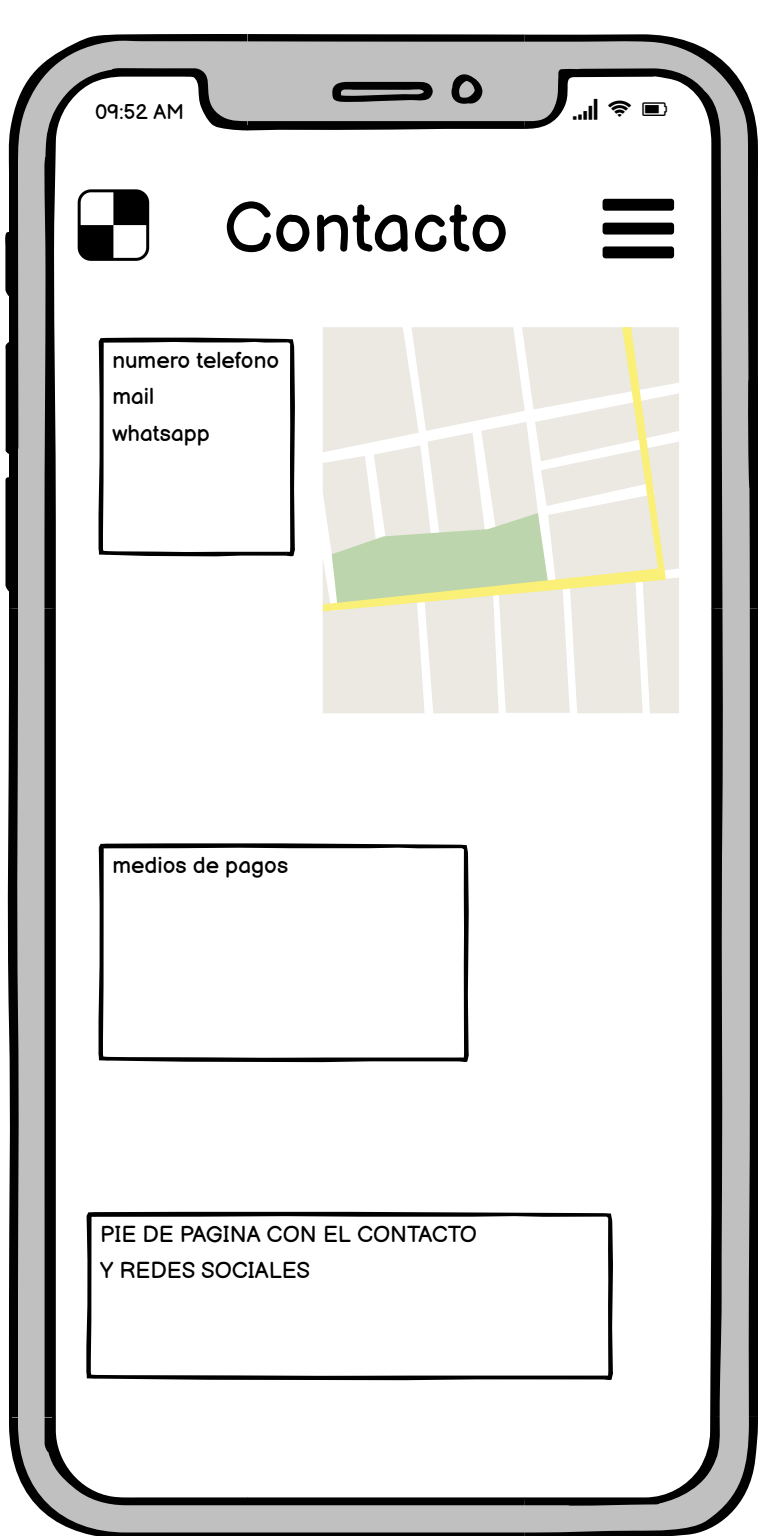 09:52 AM
Contacto
numero telefono
mail
whatsapp
medios de pagos
PIE DE PAGINA CON EL CONTACTO
Y REDES SOCIALES